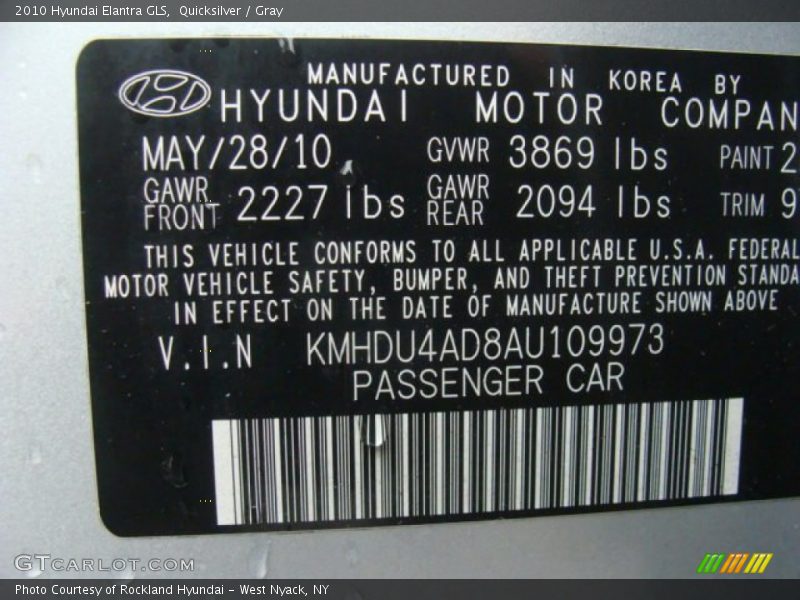 2010 Hyundai Elantra GLS, Quicksilver / Gray
MANUFACTURED IN KOREA BY
HYUNDAI MOTOR COMPAN
MAY/28/10 GVWR 3869 lbs PAINT 2
GAWR FRONT 2227 lbs GAWR REAR 2094 lbs TRIM 9
THIS VEHICLE CONFORMS TO ALL APPLICABLE U.S.A. FEDERAL
MOTOR VEHICLE SAFETY, BUMPER, AND THEFT PREVENTION STANDA
IN EFFECT ON THE DATE OF MANUFACTURE SHOWN ABOVE
V.I.N KMHDU4AD8AU109973
PASSENGER CAR
GTCARLOT.COM
Photo Courtesy of Rockland Hyundai - West Nyack, NY